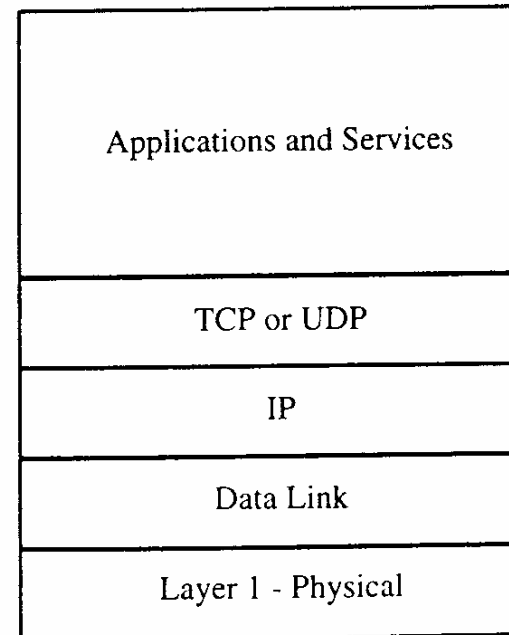 Applications and Services
TCP or UDP
IP
Data Link
Layer 1 - Physical